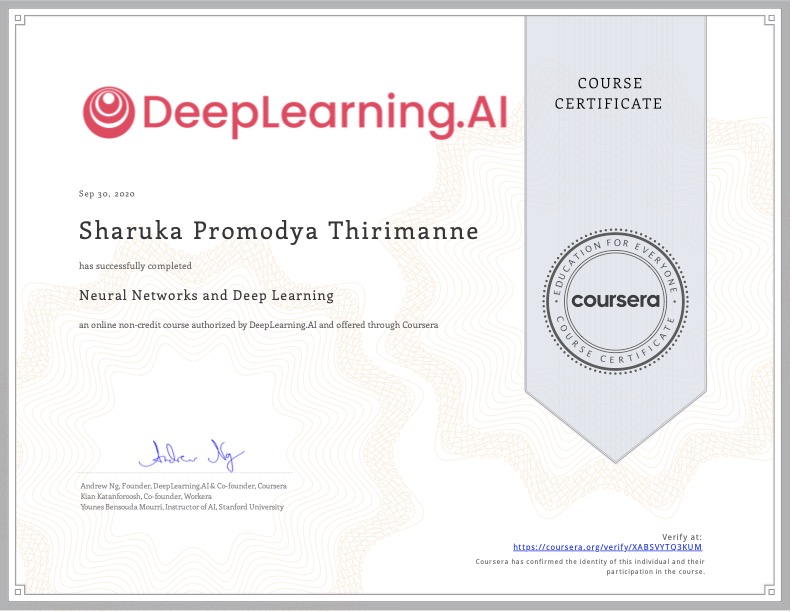 DeepLearning.AI
COURSE
CERTIFICATE
Sep 30, 2020
Sharuka Promodya Thirimanne
has successfully completed
Neural Networks and Deep Learning
an online non-credit course authorized by DeepLearning.AI and offered through Coursera
EDUCATION FOR EVERYONE
coursera
COURSE CERTIFICATE
Andrew Ng
Andrew Ng, Founder, DeepLearning.AI & Co-founder, Coursera
Kian Katanforoosh, Co-founder, Workera
Younes Bensouda Mourri, Instructor of AI, Stanford University
Verify at:
https://coursera.org/verify/XABSVYTQ3KUM
Coursera has confirmed the identity of this individual and their
participation in the course.